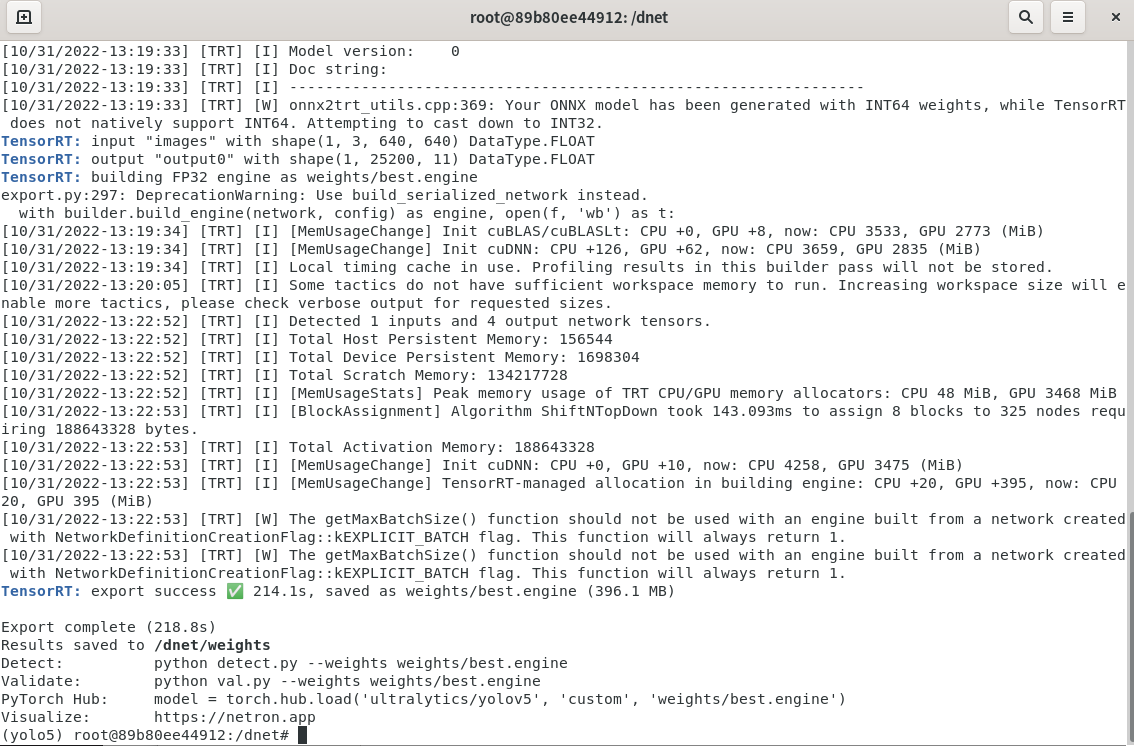 root@89b80ee44912: /dnet
[10/31/2022-13:19:33] [TRT] [I] Model version:    0
[10/31/2022-13:19:33] [TRT] [I] Doc string:
[10/31/2022-13:19:33] [TRT] [I] ----------------------------------------------------------------
[10/31/2022-13:19:33] [TRT] [W] onnx2trt_utils.cpp:369: Your ONNX model has been generated with INT64 weights, while TensorRT
 does not natively support INT64. Attempting to cast down to INT32.
TensorRT: input "images" with shape(1, 3, 640, 640) DataType.FLOAT
TensorRT: output "output0" with shape(1, 25200, 11) DataType.FLOAT
TensorRT: building FP32 engine as weights/best.engine
export.py:297: DeprecationWarning: Use build_serialized_network instead.
  with builder.build_engine(network, config) as engine, open(f, 'wb') as t:
[10/31/2022-13:19:34] [TRT] [I] [MemUsageChange] Init cuBLAS/cuBLASLt: CPU +0, GPU +8, now: CPU 3533, GPU 2773 (MiB)
[10/31/2022-13:19:34] [TRT] [I] [MemUsageChange] Init cuDNN: CPU +126, GPU +62, now: CPU 3659, GPU 2835 (MiB)
[10/31/2022-13:19:34] [TRT] [I] Local timing cache in use. Profiling results in this builder pass will not be stored.
[10/31/2022-13:20:05] [TRT] [I] Some tactics do not have sufficient workspace memory to run. Increasing workspace size will e
nable more tactics, please check verbose output for requested sizes.
[10/31/2022-13:22:52] [TRT] [I] Detected 1 inputs and 4 output network tensors.
[10/31/2022-13:22:52] [TRT] [I] Total Host Persistent Memory: 156544
[10/31/2022-13:22:52] [TRT] [I] Total Device Persistent Memory: 1698304
[10/31/2022-13:22:52] [TRT] [I] Total Scratch Memory: 134217728
[10/31/2022-13:22:52] [TRT] [I] [MemUsageStats] Peak memory usage of TRT CPU/GPU memory allocators: CPU 48 MiB, GPU 3468 MiB
[10/31/2022-13:22:53] [TRT] [I] [BlockAssignment] Algorithm ShiftNTopDown took 143.093ms to assign 8 blocks to 325 nodes requ
iring 188643328 bytes.
[10/31/2022-13:22:53] [TRT] [I] Total Activation Memory: 188643328
[10/31/2022-13:22:53] [TRT] [I] [MemUsageChange] Init cuDNN: CPU +0, GPU +10, now: CPU 4258, GPU 3475 (MiB)
[10/31/2022-13:22:53] [TRT] [I] [MemUsageChange] TensorRT-managed allocation in building engine: CPU +20, GPU +395, now: CPU
20, GPU 395 (MiB)
[10/31/2022-13:22:53] [TRT] [W] The getMaxBatchSize() function should not be used with an engine built from a network created
 with NetworkDefinitionCreationFlag::kEXPLICIT_BATCH flag. This function will always return 1.
[10/31/2022-13:22:53] [TRT] [W] The getMaxBatchSize() function should not be used with an engine built from a network created
 with NetworkDefinitionCreationFlag::kEXPLICIT_BATCH flag. This function will always return 1.
TensorRT: export success ✅ 214.1s, saved as weights/best.engine (396.1 MB)

Export complete (218.8s)
Results saved to /dnet/weights
Detect:          python detect.py --weights weights/best.engine
Validate:        python val.py --weights weights/best.engine
PyTorch Hub:     model = torch.hub.load('ultralytics/yolov5', 'custom', 'weights/best.engine')
Visualize:       https://netron.app
(yolo5) root@89b80ee44912:/dnet#